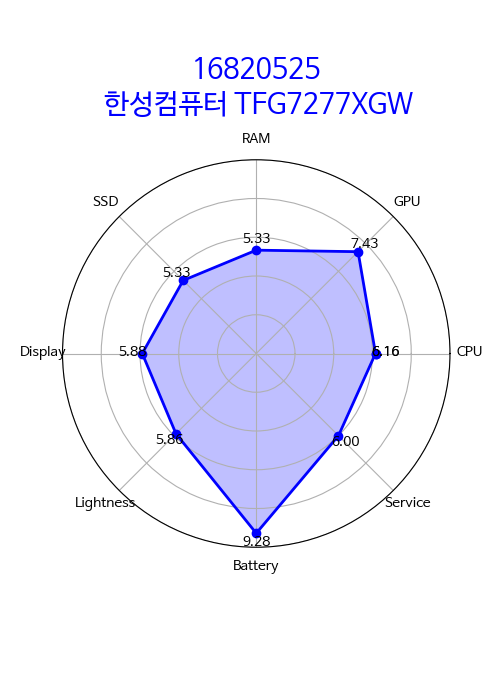 16820525
한성컴퓨터 TFG7277XGW
RAM
SSD
GPU
5.33
7.43
5.33
Display
5.88
6.16
CPU
5.86
6.00
Lightness
Service
9.28
Battery